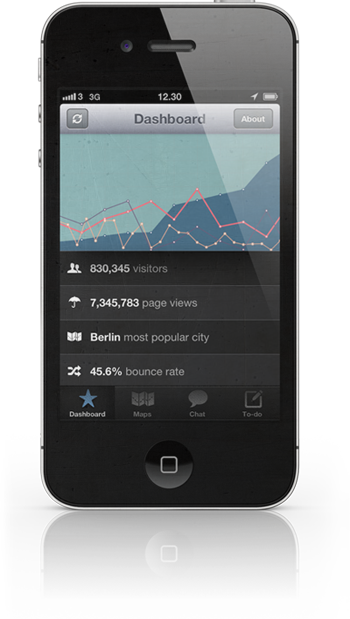 3 3G 12.30
Dashboard About
830,345 visitors
7,345,783 page views
Berlin most popular city
45.6% bounce rate
Dashboard Maps Chat To-do